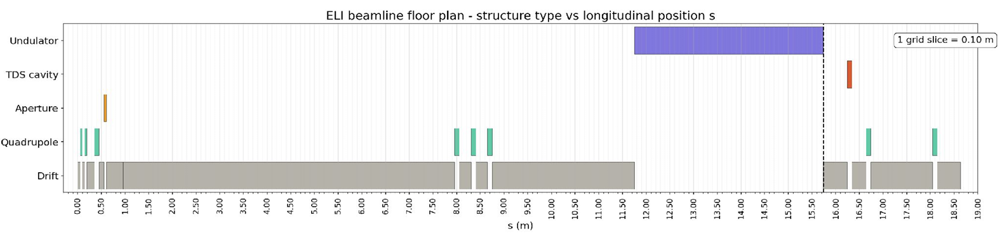 ELI beamline floor plan - structure type vs longitudinal position s
Undulator
1 grid slice = 0.10 m
TDS cavity
Aperture
Quadrupole
Drift
0.00 0.50 1.00 1.50 2.00 2.50 3.00 3.50 4.00 4.50 5.00 5.50 6.00 6.50 7.00 7.50 8.00 8.50 9.00 9.50 10.00 10.50 11.00 11.50 12.00 12.50 13.00 13.50 14.00 14.50 15.00 15.50 16.00 16.50 17.00 17.50 18.00 18.50 19.00
s (m)